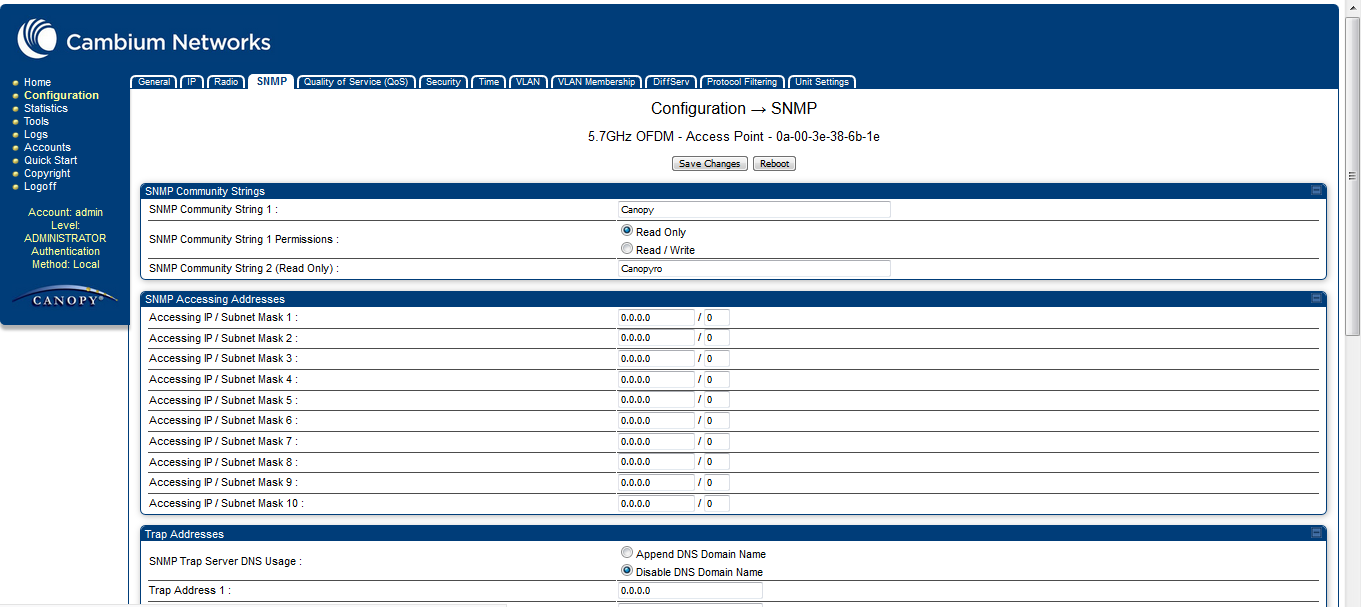 Cambium Networks
Home
Configuration
Statistics
Tools
Logs
Accounts
Quick Start
Copyright
Logoff
Account: admin
Level:
ADMINISTRATOR
Authentication
Method: Local
CANOPY®
General IP Radio SNMP Quality of Service (QoS) Security Time VLAN VLAN Membership DiffServ Protocol Filtering Unit Settings
Configuration → SNMP
5.7GHz OFDM - Access Point - 0a-00-3e-38-6b-1e
Save Changes Reboot
SNMP Community Strings
SNMP Community String 1 : Canopy
SNMP Community String 1 Permissions :
Read Only
Read / Write
SNMP Community String 2 (Read Only) : Canopyro
SNMP Accessing Addresses
Accessing IP / Subnet Mask 1 : 0.0.0.0 / 0
Accessing IP / Subnet Mask 2 : 0.0.0.0 / 0
Accessing IP / Subnet Mask 3 : 0.0.0.0 / 0
Accessing IP / Subnet Mask 4 : 0.0.0.0 / 0
Accessing IP / Subnet Mask 5 : 0.0.0.0 / 0
Accessing IP / Subnet Mask 6 : 0.0.0.0 / 0
Accessing IP / Subnet Mask 7 : 0.0.0.0 / 0
Accessing IP / Subnet Mask 8 : 0.0.0.0 / 0
Accessing IP / Subnet Mask 9 : 0.0.0.0 / 0
Accessing IP / Subnet Mask 10 : 0.0.0.0 / 0
Trap Addresses
SNMP Trap Server DNS Usage :
Append DNS Domain Name
Disable DNS Domain Name
Trap Address 1 : 0.0.0.0